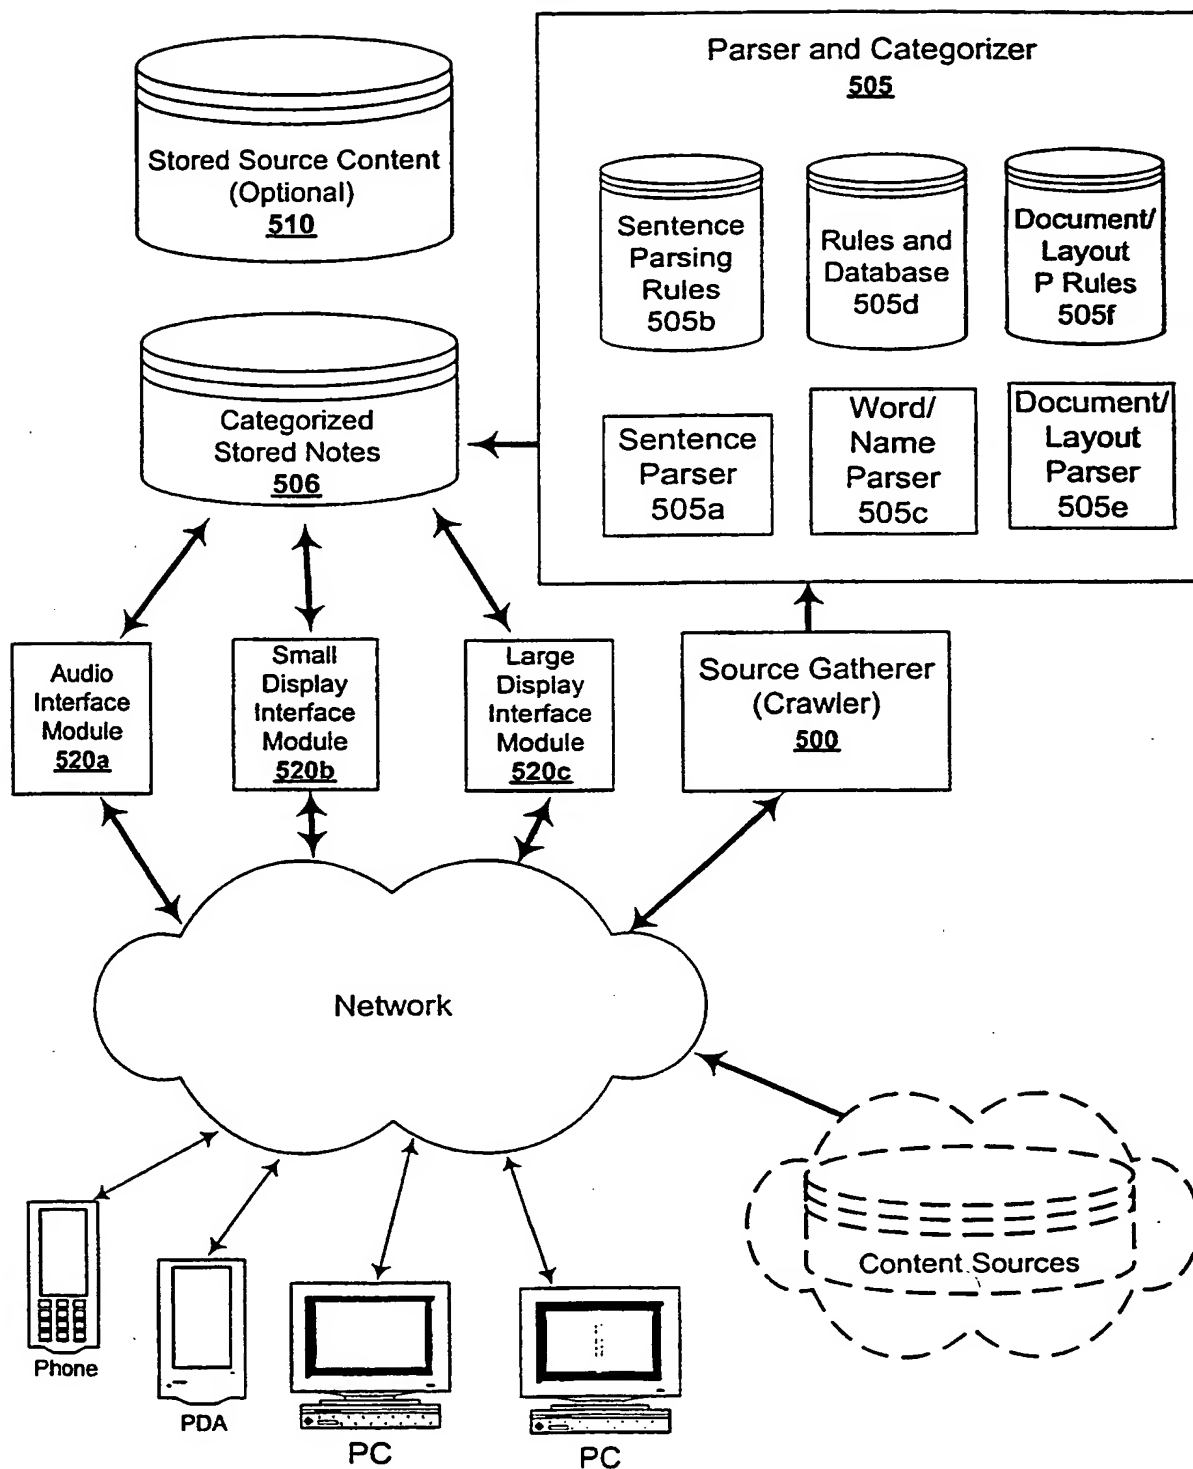 Parser and Categorizer
505
Stored Source Content
(Optional)
510
Sentence
Parsing
Rules
505b
Rules and
Database
505d
Document/
Layout
P Rules
505f
Categorized
Stored Notes
506
Sentence
Parser
505a
Word/
Name
Parser
505c
Document/
Layout
Parser
505e
Audio
Interface
Module
520a
Small
Display
Interface
Module
520b
Large
Display
Interface
Module
520c
Source Gatherer
(Crawler)
500
Network
Content Sources
Phone
PDA
PC
PC